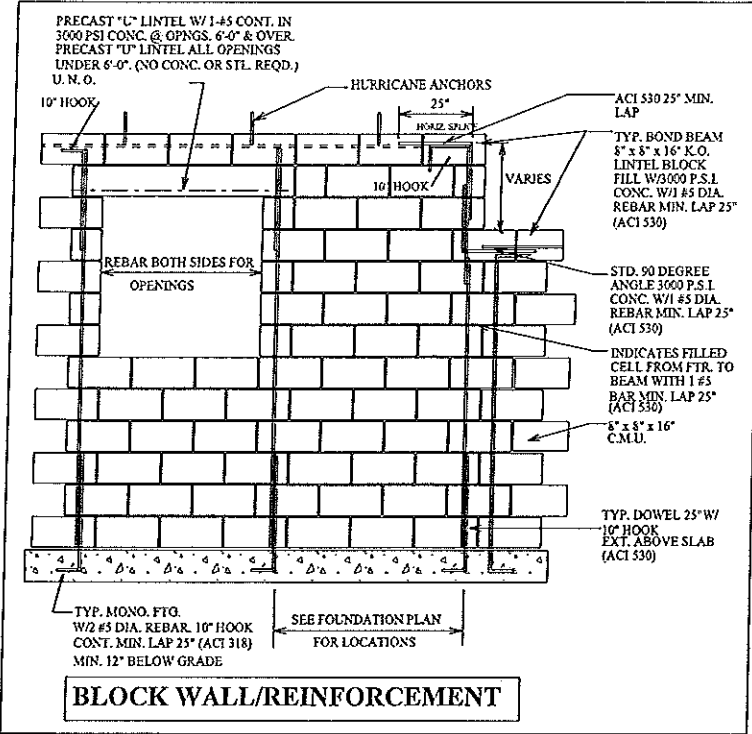 PRECAST "U" LINTEL W/ 1-#5 CONT. IN
3000 PSI CONC. @ OPNGS. 6'-0" & OVER.
PRECAST "U" LINTEL ALL OPENINGS
UNDER 6'-0". (NO CONC. OR STL. REQD.)
U. N. O.
10" HOOK
HURRICANE ANCHORS
25"
HORIZ. SPLICE
10" HOOK
VARIES
ACI 530 25" MIN.
LAP
TYP. BOND BEAM
8" x 8" x 16" K.O.
LINTEL BLOCK
FILL W/3000 P.S.I.
CONC. W/1 #5 DIA.
REBAR MIN. LAP 25"
(ACI 530)
REBAR BOTH SIDES FOR
OPENINGS
STD. 90 DEGREE
ANGLE 3000 P.S.I.
CONC. W/1 #5 DIA.
REBAR MIN. LAP 25"
(ACI 530)
INDICATES FILLED
CELL FROM FTR. TO
BEAM WITH 1 #5
BAR MIN. LAP 25"
(ACI 530)
8" x 8" x 16"
C.M.U.
TYP. DOWEL 25" W/
10" HOOK
EXT. ABOVE SLAB
(ACI 530)
TYP. MONO. FTG.
W/2 #5 DIA. REBAR. 10" HOOK
CONT. MIN. LAP 25" (ACI 318)
MIN. 12" BELOW GRADE
SEE FOUNDATION PLAN
FOR LOCATIONS
BLOCK WALL/REINFORCEMENT